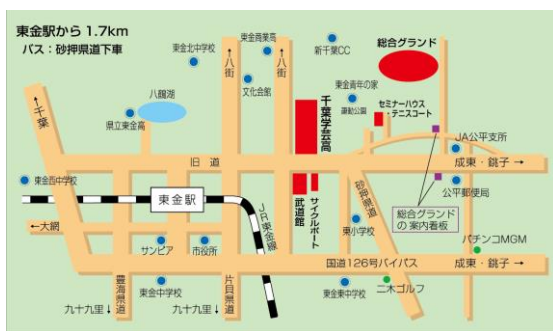 東金駅から 1.7km
バス：砂押県道下車
東金北中学校
↑八街
東金商業高
↑八街
新千葉CC
総合グランド
文化会館
東金青年の家
運動公園
セミナーハウス
・テニスコート
↑千葉
八鶴湖
県立東金高
千葉学芸高
JA公平支所
旧 道
成東・銚子 →
東金西中学校
東金駅
JR東金線
武道館
サイクルポート
砂押県道
公平郵便局
総合グランド
の案内看板
←大網
サンピア
市役所
東小学校
パチンコMGM
国道126号バイパス
成東・銚子 →
豊海県道
東金中学校
片貝県道
東金東中学校
二木ゴルフ
九十九里↓
九十九里↓